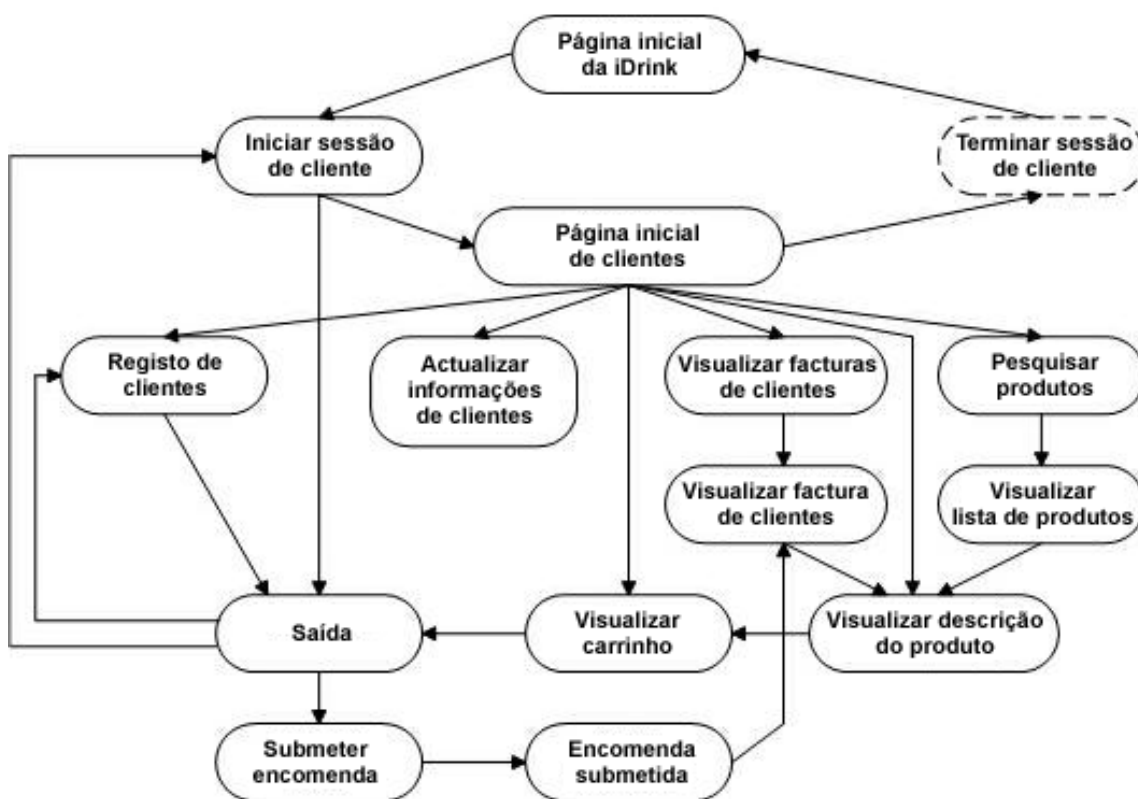 Página inicial
da iDrink
Iniciar sessão
de cliente
Terminar sessão
de cliente
Página inicial
de clientes
Registo de
clientes
Actualizar
informações
de clientes
Visualizar facturas
de clientes
Pesquisar
produtos
Visualizar factura
de clientes
Visualizar
lista de produtos
Saída
Visualizar
carrinho
Visualizar descrição
do produto
Submeter
encomenda
Encomenda
submetida